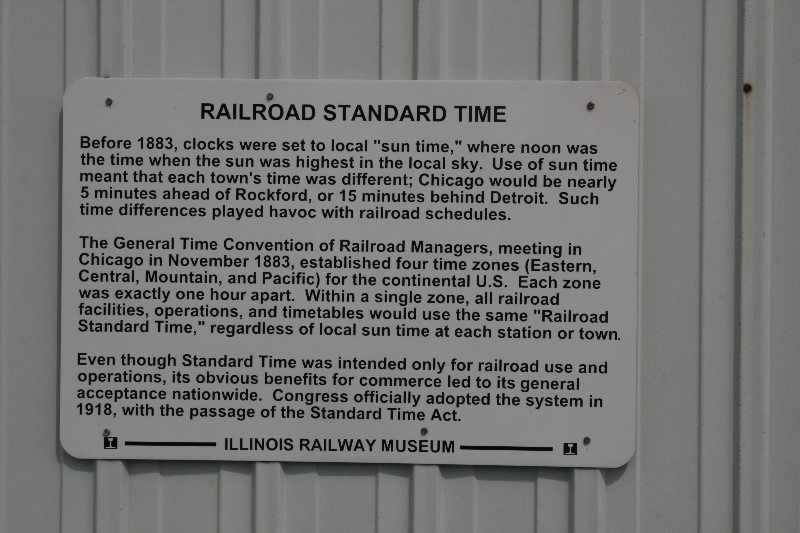 RAILROAD STANDARD TIME
Before 1883, clocks were set to local "sun time," where noon was
the time when the sun was highest in the local sky. Use of sun time
meant that each town's time was different; Chicago would be nearly
5 minutes ahead of Rockford, or 15 minutes behind Detroit. Such
time differences played havoc with railroad schedules.
The General Time Convention of Railroad Managers, meeting in
Chicago in November 1883, established four time zones (Eastern,
Central, Mountain, and Pacific) for the continental U.S. Each zone
was exactly one hour apart. Within a single zone, all railroad
facilities, operations, and timetables would use the same "Railroad
Standard Time," regardless of local sun time at each station or town.
Even though Standard Time was intended only for railroad use and
operations, its obvious benefits for commerce led to its general
acceptance nationwide. Congress officially adopted the system in
1918, with the passage of the Standard Time Act.
ILLINOIS RAILWAY MUSEUM